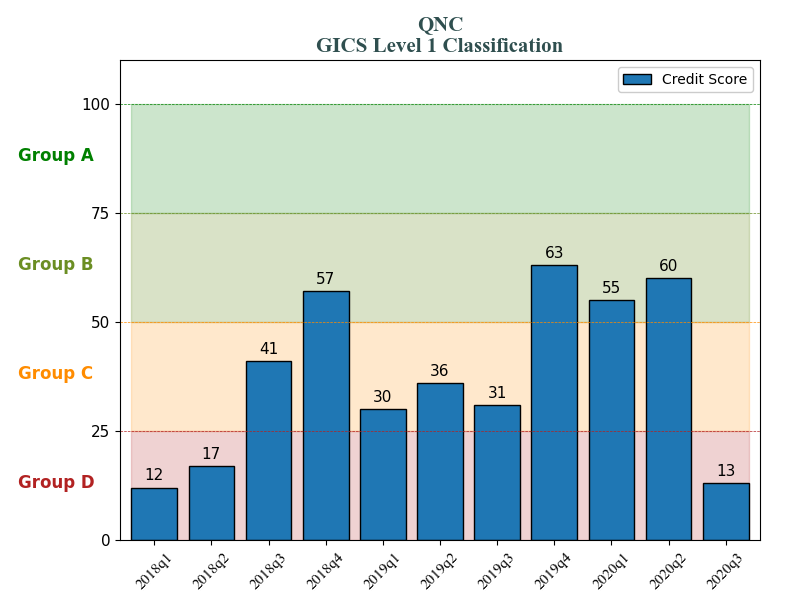 QNC
GICS Level 1 Classification
Credit Score
100
Group A
75
Group B
63
60
57
55
50
41
Group C
36
31
30
25
17
13
12
Group D
0
2018q1 2018q2 2018q3 2018q4 2019q1 2019q2 2019q3 2019q4 2020q1 2020q2 2020q3